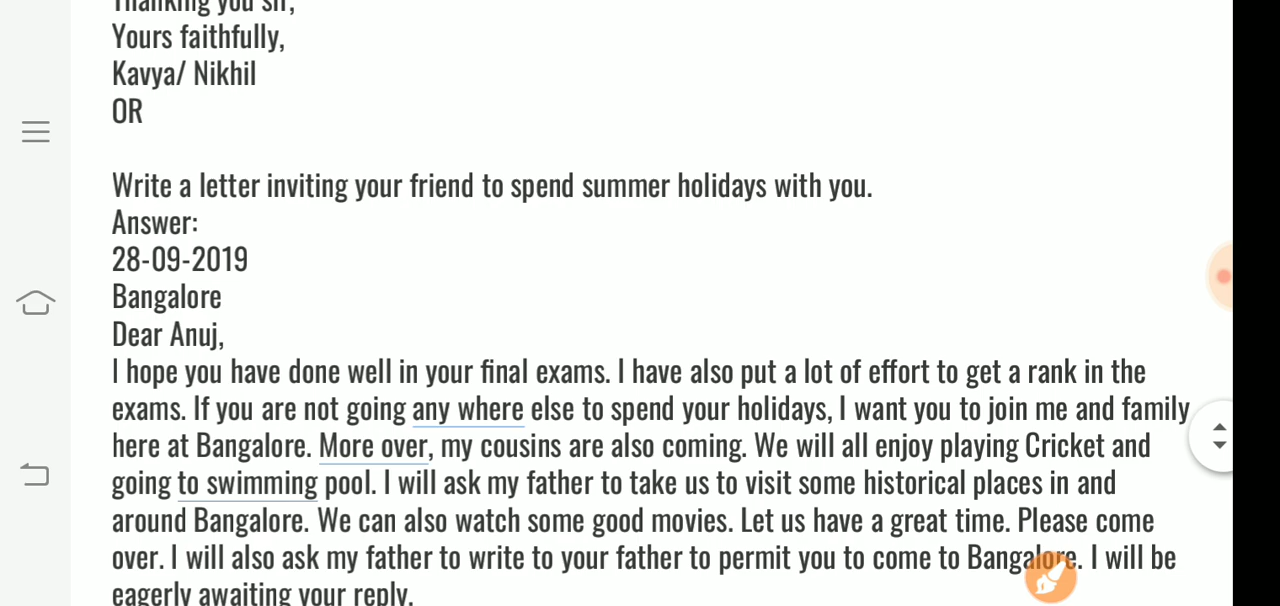 Thanking you sir,
Yours faithfully,
Kavya/ Nikhil
OR
Write a letter inviting your friend to spend summer holidays with you.
Answer:
28-09-2019
Bangalore
Dear Anuj,
I hope you have done well in your final exams. I have also put a lot of effort to get a rank in the
exams. If you are not going any where else to spend your holidays, I want you to join me and family
here at Bangalore. More over, my cousins are also coming. We will all enjoy playing Cricket and
going to swimming pool. I will ask my father to take us to visit some historical places in and
around Bangalore. We can also watch some good movies. Let us have a great time. Please come
over. I will also ask my father to write to your father to permit you to come to Bangalore. I will be
eagerly awaiting your reply.